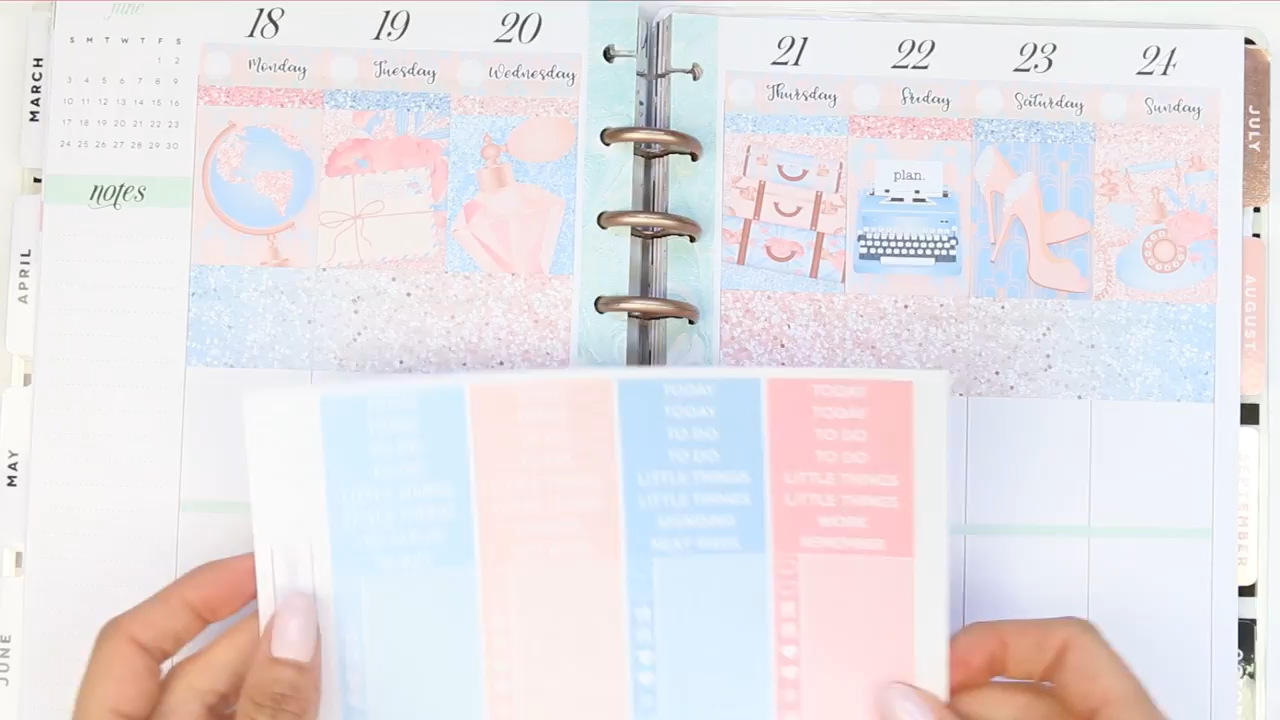 june
S M T W T F S
1 2
3 4 5 6 7 8 9
10 11 12 13 14 15 16
17 18 19 20 21 22 23
24 25 26 27 28 29 30
notes
MARCH
APRIL
MAY
JUNE
18 19 20
Monday Tuesday Wednesday
21 22 23 24
Thursday Friday Saturday Sunday
plan.
JULY
AUGUST
SEPTEMBER
TODAY
TODAY
TO DO
TO DO
LITTLE THINGS
LITTLE THINGS
NEXT WEEK
TODAY
TODAY
TO DO
TO DO
LITTLE THINGS
LITTLE THINGS
WORK
REMEMBER